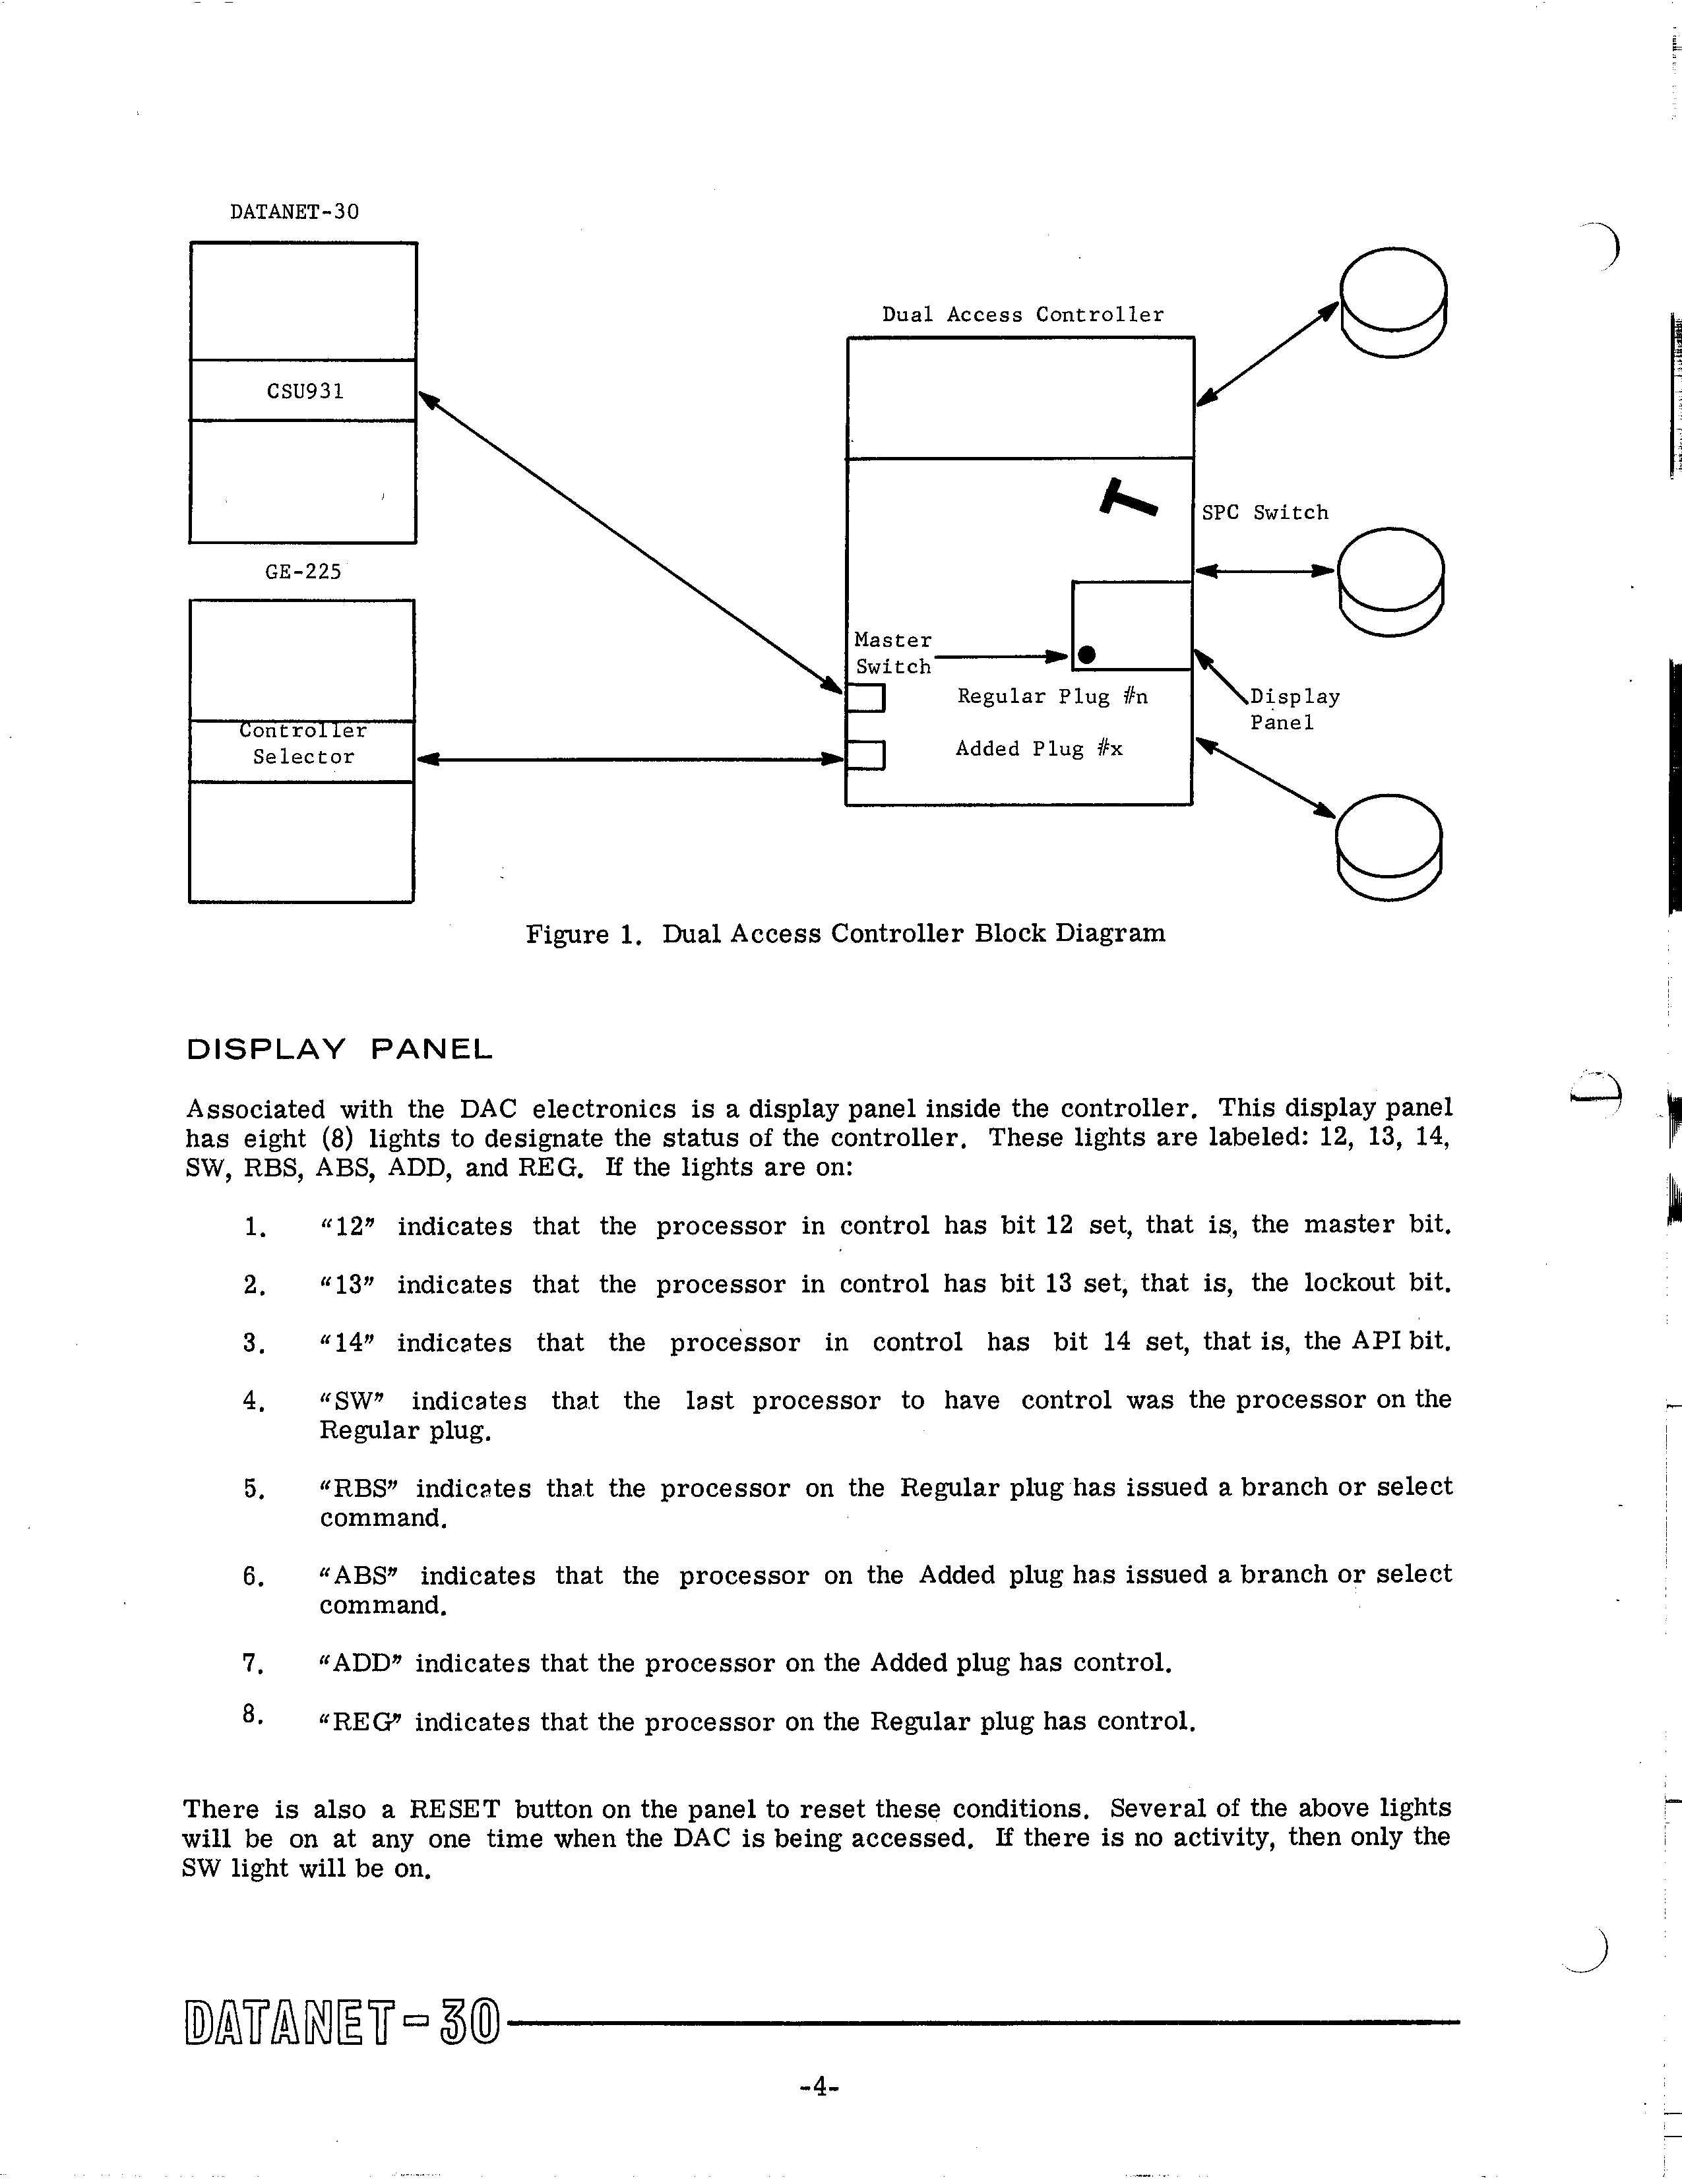 DATANET-30
Dual Access Controller
CSU931
SPC Switch
GE-225
Master
Switch
Regular Plug #n
Display
Panel
Controller
Selector
Added Plug #x
Figure 1. Dual Access Controller Block Diagram
DISPLAY PANEL
Associated with the DAC electronics is a display panel inside the controller. This display panel
has eight (8) lights to designate the status of the controller. These lights are labeled: 12, 13, 14,
SW, RBS, ABS, ADD, and REG. If the lights are on:
1. “12” indicates that the processor in control has bit 12 set, that is, the master bit.
2. “13” indicates that the processor in control has bit 13 set, that is, the lockout bit.
3. “14” indicates that the processor in control has bit 14 set, that is, the API bit.
4. “SW” indicates that the last processor to have control was the processor on the
Regular plug.
5. “RBS” indicates that the processor on the Regular plug has issued a branch or select
command.
6. “ABS” indicates that the processor on the Added plug has issued a branch or select
command.
7. “ADD” indicates that the processor on the Added plug has control.
8. “REG” indicates that the processor on the Regular plug has control.
There is also a RESET button on the panel to reset these conditions. Several of the above lights
will be on at any one time when the DAC is being accessed. If there is no activity, then only the
SW light will be on.
DATANET-30
-4-